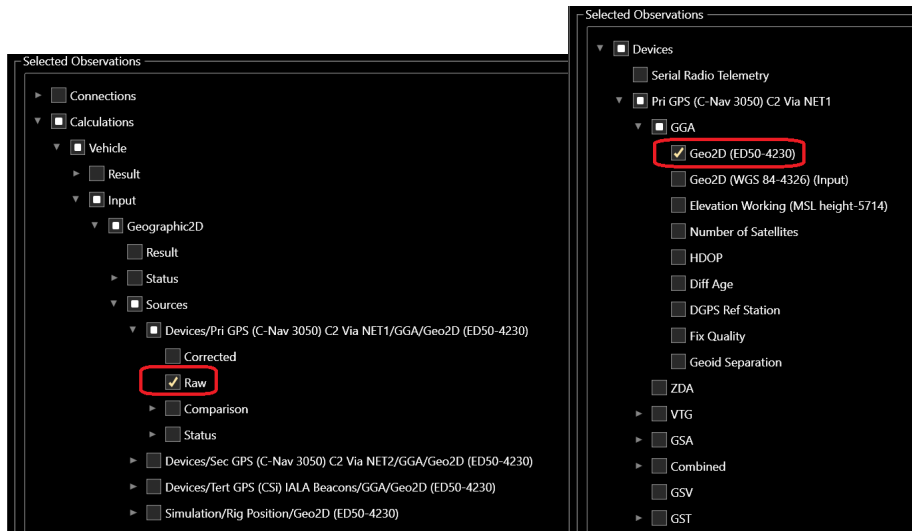 Selected Observations
Connections
Calculations
Vehicle
Result
Input
Geographic2D
Result
Status
Sources
Devices/Pri GPS (C-Nav 3050) C2 Via NET1/GGA/Geo2D (ED50-4230)
Corrected
Raw
Comparison
Status
Devices/Sec GPS (C-Nav 3050) C2 Via NET2/GGA/Geo2D (ED50-4230)
Devices/Tert GPS (CSi) IALA Beacons/GGA/Geo2D (ED50-4230)
Simulation/Rig Position/Geo2D (ED50-4230)
Selected Observations
Devices
Serial Radio Telemetry
Pri GPS (C-Nav 3050) C2 Via NET1
GGA
Geo2D (ED50-4230)
Geo2D (WGS 84-4326) (Input)
Elevation Working (MSL height-5714)
Number of Satellites
HDOP
Diff Age
DGPS Ref Station
Fix Quality
Geoid Separation
ZDA
VTG
GSA
Combined
GSV
GST